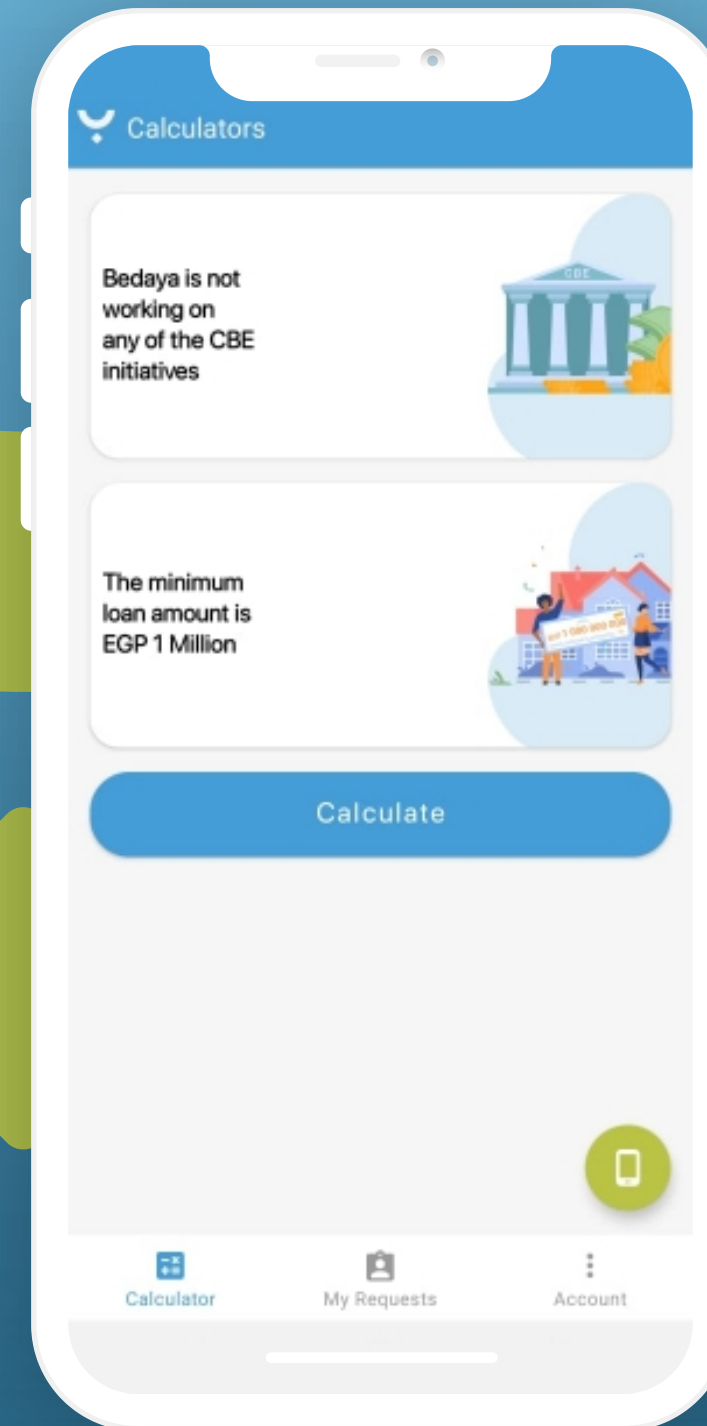 Calculators
Bedaya is not
working on
any of the CBE
initiatives
CBE
The minimum
loan amount is
EGP 1 Million
Calculate
Calculator
My Requests
Account